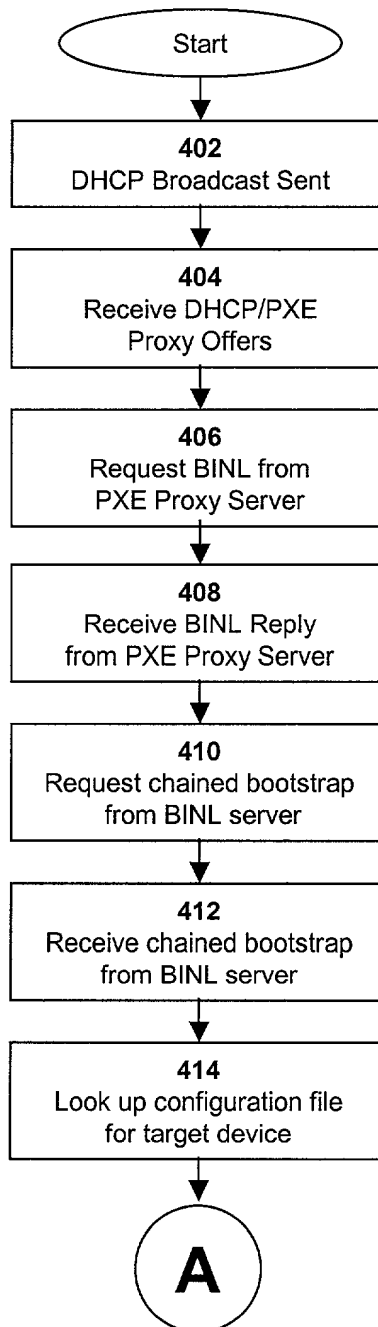 Start
402
DHCP Broadcast Sent
404
Receive DHCP/PXE
Proxy Offers
406
Request BINL from
PXE Proxy Server
408
Receive BINL Reply
from PXE Proxy Server
410
Request chained bootstrap
from BINL server
412
Receive chained bootstrap
from BINL server
414
Look up configuration file
for target device
A